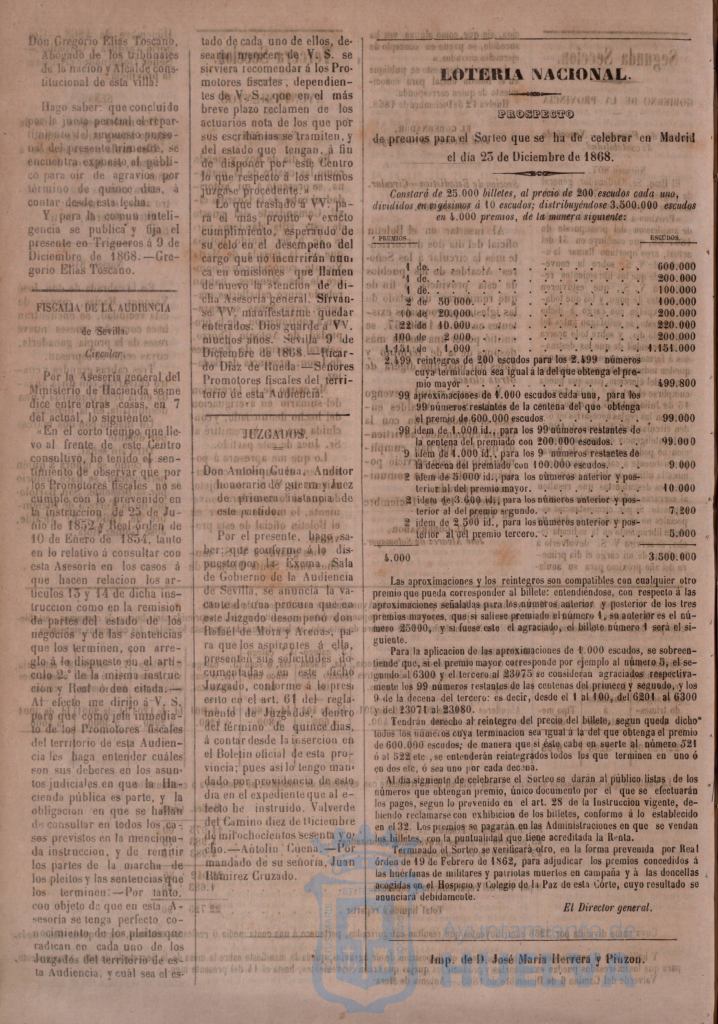 Don Gregorio Elias Toscano,
Abogado de los tribunales
de la nacion y Alcalde cons-
titucional de esta villa.
Hago saber: que concluido
por la junta pericial el repar-
timiento del impuesto perso-
nal del presente trimestre, se
encuentra expuesto al públi-
co para oir de agravios por
término de quince dias, á
contar desde esta fecha.
Y para la comun inteli-
gencia se publica y fija el
presente en Trigueros á 9 de
Diciembre de 1868.—Gre-
gorio Elias Toscano.
FISCALIA DE LA AUDIENCIA
de Sevilla.
Circular.
Por la Asesoría general del
Ministerio de Hacienda se me
dice entre otras cosas, en 7
del actual, lo siguiente:
«En el corto tiempo que lle-
vo al frente de este Centro
consultivo, he tenido el sen-
timiento de observar que por
los Promotores fiscales no se
cumple con lo prevenido en
la instruccion de 25 de Ju-
nio de 1852 y Real órden de
10 de Enero de 1854, tanto
en lo relativo á consultar con
esta Asesoría en los casos á
que hacen relacion los ar-
tículos 13 y 14 de dicha ins-
truccion como en la remision
de partes del estado de los
negocios y de las sentencias
que los terminen, con arre-
glo á lo dispuesto en el artí-
culo 2.º de la misma instruc-
cion y Real órden citada.—
Al efecto me dirijo á V. S.
para que como jefe inmedia-
to de los Promotores fiscales
del territorio de esta Audien-
cia les haga entender cuáles
son sus deberes en los asun-
tos judiciales en que la Ha-
cienda pública es parte, y la
obligacion en que se hallan
de consultar en todos los ca-
sos previstos en la menciona-
da instruccion, y de remitir
los partes de la marcha de
los pleitos y las sentencias que
los terminen:—Por tanto,
con objeto de que en esta A-
sesoría se tenga perfecto co-
nocimiento de los pleitos que
radican en cada uno de los
Juzgados del territorio de es-
ta Audiencia, y cuál sea el es-
tado de cada uno de ellos, de-
searia merecer de V. S. se
sirviera recomendar á los Pro-
motores fiscales, dependien-
tes de V. S., que en el más
breve plazo reclamen de los
actuarios nota de los que por
sus escribanías se tramiten, y
del estado que tengan, á fin
de disponer por este Centro
lo que respecto á los mismos
juzgase procedente.»
Lo que traslado á VV. pa-
ra el más pronto y exacto
cumplimiento, esperando de
su celo en el desempeño del
cargo que no incurrirán nun-
ca en omisiones que llamen
de nuevo la atencion de di-
cha Asesoría general. Sírvan-
se VV. manifestarme quedar
enterados. Dios guarde á VV.
muchos años. Sevilla 9 de
Diciembre de 1868.—Ricar-
do Diaz de Rueda.—Señores
Promotores fiscales del terri-
torio de esta Audiencia.
JUZGADOS.
Don Antolin Cuena, Auditor
honorario de guerra y Juez
de primera instancia de
este partido.
Por el presente, hago sa-
ber: que conforme á lo dis-
puesto por la Exema. Sala
de Gobierno de la Audiencia
de Sevilla, se anuncia la va-
cante de una procura que en
este Juzgado desempeñó don
Rafael de Mora y Arenas, pa-
ra que los aspirantes á ella,
presenten sus solicitudes do-
cumentadas en este dicho
Juzgado, conforme á lo pres-
crito en el art. 61 del regla-
mento de Juzgados, dentro
del término de quince dias,
á contar desde la insercion en
el Boletin oficial de esta pro-
vincia; pues así lo tengo man-
dado por providencia de este
dia en el expediente que al e-
fecto he instruido. Valverde
del Camino diez de Diciembre
de mil ochocientos sesenta y o-
cho.—Antolin Cuena.—Por
mandado de su señoría, Juan
Ramirez Cruzado.
LOTERIA NACIONAL.
PROSPECTO
de premios para el Sorteo que se ha de celebrar en Madrid
el dia 23 de Diciembre de 1868.
Constará de 25.000 billetes, al precio de 200 escudos cada uno,
divididos en vigésimos á 10 escudos; distribuyéndose 3.500.000 escudos
en 4.000 premios, de la manera siguiente:
PREMIOS. ESCUDOS.
1 de. . . . 600.000
1 de. . . . 200.000
1 de. . . . 100.000
2 de 50.000. . . . 100.000
10 de 20.000. . . . 200.000
22 de 10.000. . . . 220.000
100 de 2.000. . . . 200.000
1.151 de 1.000. . . . 1.151.000
2.499 reintegros de 200 escudos para los 2.499 números
cuya terminacion sea igual á la del que obtenga el pre-
mio mayor . . . . 499.800
99 aproximaciones de 1.000 escudos cada una, para los
99 números restantes de la centena del que obtenga
el premio de 600.000 escudos . . . 99.000
99 idem de 1.000 id., para los 99 números restantes de
la centena del premiado con 200.000 escudos. . . 99.000
9 idem de 1.000 id., para los 9 números restantes de
la decena del premiado con 100.000 escudos. . . 9.000
2 idem de 5.000 id., para los números anterior y pos-
terior al del premio mayor. . . . 10.000
2 idem de 3.600 id., para los números anterior y pos-
terior al del premio segundo. . . . 7.200
2 idem de 2.500 id., para los números anterior y pos-
terior al del premio tercero. . . . 5.000
4.000 3.500.000
Las aproximaciones y los reintegros son compatibles con cualquier otro
premio que pueda corresponder al billete: entendiéndose, con respecto á las
aproximaciones señaladas para los números anterior y posterior de los tres
premios mayores, que si saliese premiado el número 1, su anterior es el nú-
mero 25000, y si fuese este el agraciado, el billete número 1 será el si-
guiente.
Para la aplicacion de las aproximaciones de 1.000 escudos, se sobreen-
tiende que, si el premio mayor corresponde por ejemplo al número 5, el se-
gundo al 6300 y el tercero al 23075 se consideran agraciados respectiva-
mente los 99 números restantes de las centenas del primero y segundo, y los
9 de la decena del tercero: es decir, desde el 1 al 100, del 6201 al 6300
y del 23071 al 23080.
Tendrán derecho al reintegro del precio del billete, segun queda dicho
todos los números cuya terminacion sea igual á la del que obtenga el premio
de 600.000 escudos; de manera que si éste cabe en suerte al número 521
ó al 522 etc., se entenderán reintegrados todos los que terminen en uno ó
en dos etc, ó sea uno por cada decena.
Al dia siguiente de celebrarse el Sorteo se darán al público listas de los
números que obtengan premio, único documento por el que se efectuarán
los pagos, segun lo prevenido en el art. 28 de la Instruccion vigente, de-
biendo reclamarse con exhibicion de los billetes, conforme á lo establecido
en el 32. Los premios se pagarán en las Administraciones en que se vendan
los billetes, con la puntualidad que tiene acreditada la Renta.
Terminado el Sorteo se verificará otro, en la forma prevenida por Real
órden de 19 de Febrero de 1862, para adjudicar los premios concedidos á
las huérfanas de militares y patriotas muertos en campaña y á las doncellas
acogidas en el Hospicio y Colegio de la Paz de esta Córte, cuyo resultado se
anunciará debidamente.
El Director general.
Imp. de D. José María Herrera y Pinzon.
Ayuntamiento de
HUELVA